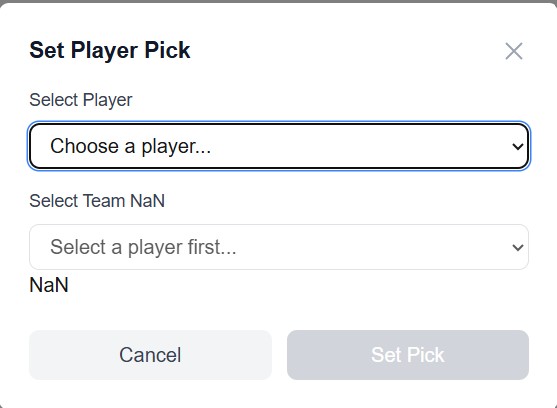 Set Player Pick
Select Player
Choose a player...
Select Team NaN
Select a player first...
NaN
Cancel
Set Pick